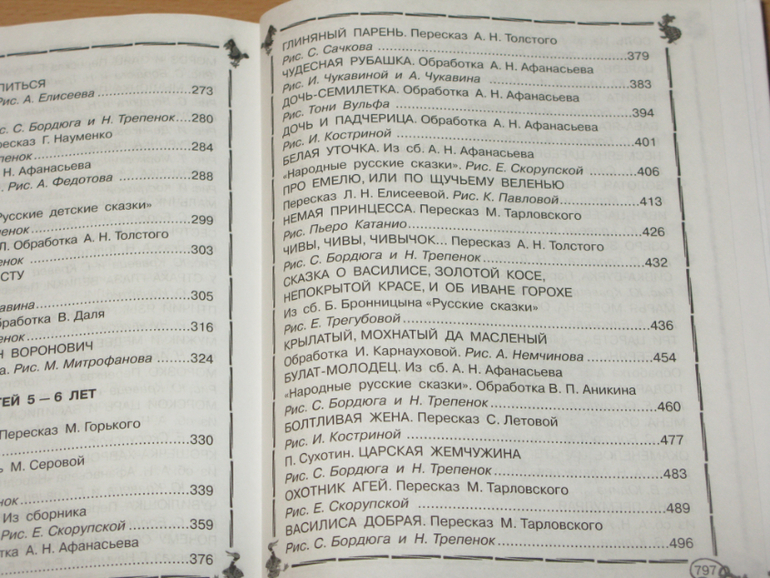 ЛИТЬСЯ
Рис. А. Елисеева ... 273
с. С. Бордюга и Н. Трепенок ... 280
ресказ Г. Науменко
пенок ... 284
Н. Афанасьева
Рис. А. Федотова ... 288
Русские детские сказки»
пенок ... 299
Л. Обработка А. Н. Толстого
енок ... 303
СТУ
авина ... 305
бработка В. Даля
енок ... 316
Н ВОРОНОВИЧ
а. Рис. М. Митрофанова ... 324
ТЕЙ 5 — 6 ЛЕТ
Пересказ М. Горького
... 330
ь М. Серовой
нок ... 339
Из сборника
Рис. Е. Скорупской ... 359
ботка А. Н. Афанасьева
... 376
ГЛИНЯНЫЙ ПАРЕНЬ. Пересказ А. Н. Толстого
Рис. С. Сачкова ... 379
ЧУДЕСНАЯ РУБАШКА. Обработка А. Н. Афанасьева
Рис. И. Чукавиной и А. Чукавина ... 383
ДОЧЬ-СЕМИЛЕТКА. Обработка А. Н. Афанасьева
Рис. Тони Вульфа ... 394
ДОЧЬ И ПАДЧЕРИЦА. Обработка А. Н. Афанасьева
Рис. И. Костриной ... 401
БЕЛАЯ УТОЧКА. Из сб. А. Н. Афанасьева
«Народные русские сказки». Рис. Е. Скорупской ... 406
ПРО ЕМЕЛЮ, ИЛИ ПО ЩУЧЬЕМУ ВЕЛЕНЬЮ
Пересказ Л. Н. Елисеевой. Рис. К. Павловой ... 413
НЕМАЯ ПРИНЦЕССА. Пересказ М. Тарловского
Рис. Пьеро Катанио ... 426
ЧИВЫ, ЧИВЫ, ЧИВЫЧОК... Пересказ А. Н. Толстого
Рис. С. Бордюга и Н. Трепенок ... 432
СКАЗКА О ВАСИЛИСЕ, ЗОЛОТОЙ КОСЕ,
НЕПОКРЫТОЙ КРАСЕ, И ОБ ИВАНЕ ГОРОХЕ
Из сб. Б. Бронницына «Русские сказки»
Рис. Е. Трегубовой ... 436
КРЫЛАТЫЙ, МОХНАТЫЙ ДА МАСЛЕНЫЙ
Обработка И. Карнауховой. Рис. А. Немчинова ... 454
БУЛАТ-МОЛОДЕЦ. Из сб. А. Н. Афанасьева
«Народные русские сказки». Обработка В. П. Аникина
Рис. С. Бордюга и Н. Трепенок ... 460
БОЛТЛИВАЯ ЖЕНА. Пересказ С. Летовой
Рис. И. Костриной ... 477
П. Сухотин. ЦАРСКАЯ ЖЕМЧУЖИНА
Рис. С. Бордюга и Н. Трепенок ... 483
ОХОТНИК АГЕЙ. Пересказ М. Тарловского
Рис. Е. Скорупской ... 489
ВАСИЛИСА ДОБРАЯ. Пересказ М. Тарловского
Рис. С. Бордюга и Н. Трепенок ... 496
797